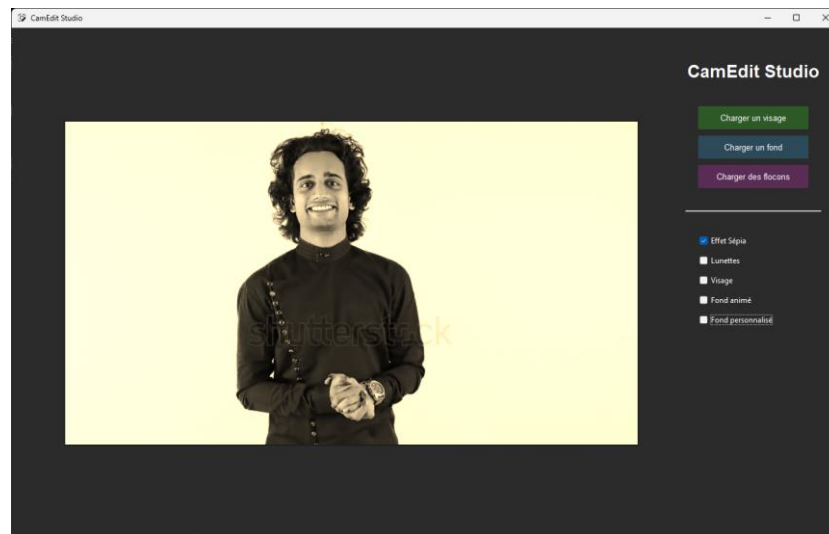 CamEdit Studio
CamEdit Studio
Charger un visage
Charger un fond
Charger des flocons
Effet Sépia
Lunettes
Visage
Fond animé
Fond personnalisé
shutterstock